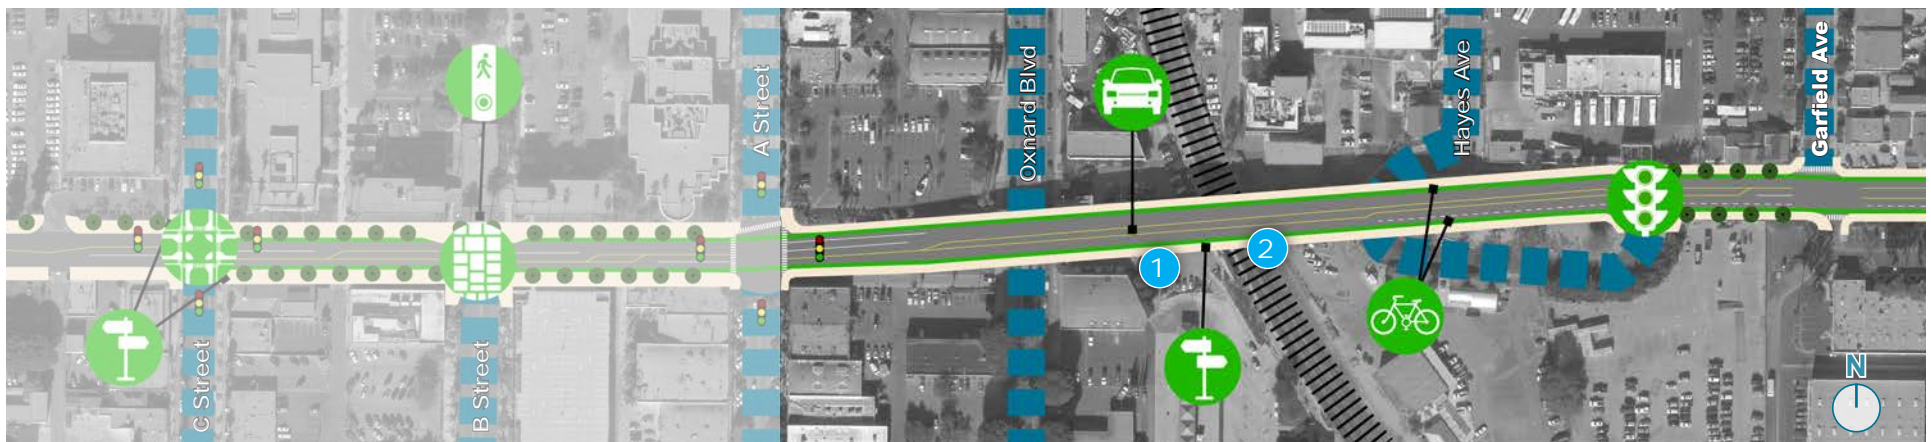 C Street
B Street
A Street
Oxnard Blvd
1
2
Hayes Ave
Garfield Ave
N